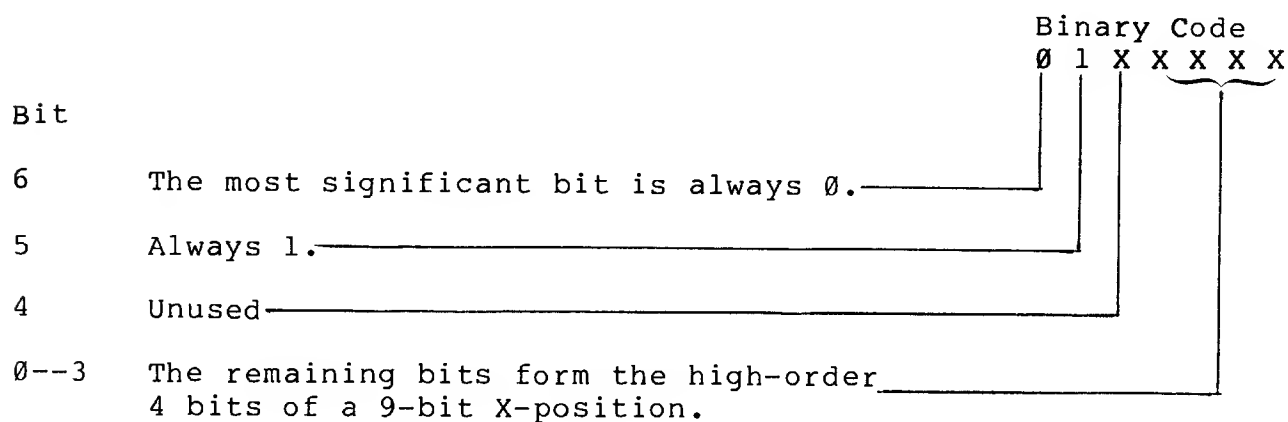 Binary Code
Ø 1 X X X X X
Bit
6 The most significant bit is always Ø.
5 Always 1.
4 Unused
Ø--3 The remaining bits form the high-order
4 bits of a 9-bit X-position.